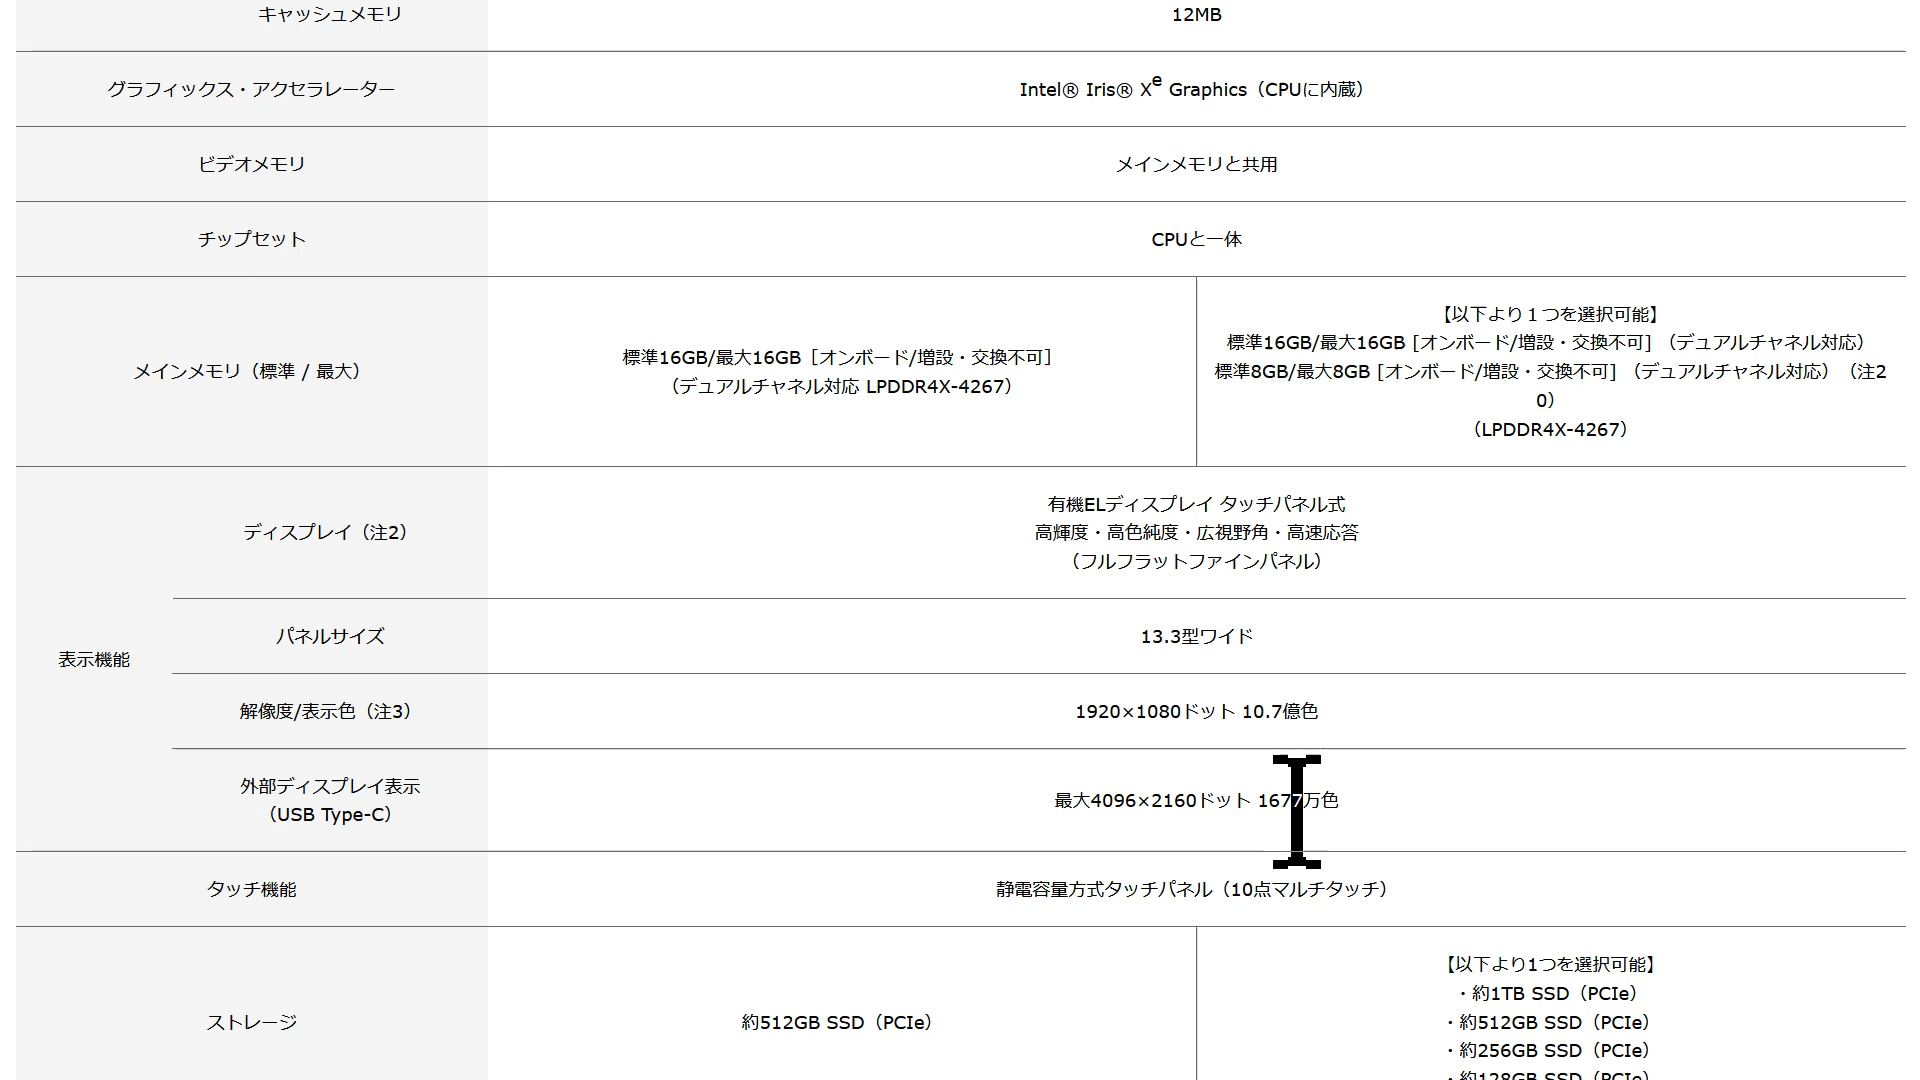 キャッシュメモリ
12MB
グラフィックス・アクセラレーター
Intel® Iris® Xe Graphics（CPUに内蔵）
ビデオメモリ
メインメモリと共用
チップセット
CPUと一体
メインメモリ（標準 / 最大）
標準16GB/最大16GB［オンボード/増設・交換不可］
（デュアルチャネル対応 LPDDR4X-4267）
【以下より１つを選択可能】
標準16GB/最大16GB [オンボード/増設・交換不可] （デュアルチャネル対応）
標準8GB/最大8GB [オンボード/増設・交換不可] （デュアルチャネル対応）（注2
0）
（LPDDR4X-4267）
表示機能
ディスプレイ（注2）
有機ELディスプレイ タッチパネル式
高輝度・高色純度・広視野角・高速応答
（フルフラットファインパネル）
パネルサイズ
13.3型ワイド
解像度/表示色（注3）
1920×1080ドット 10.7億色
外部ディスプレイ表示
（USB Type-C）
最大4096×2160ドット 1677万色
タッチ機能
静電容量方式タッチパネル（10点マルチタッチ）
ストレージ
約512GB SSD（PCIe）
【以下より1つを選択可能】
・約1TB SSD（PCIe）
・約512GB SSD（PCIe）
・約256GB SSD（PCIe）
・約128GB SSD（PCIe）